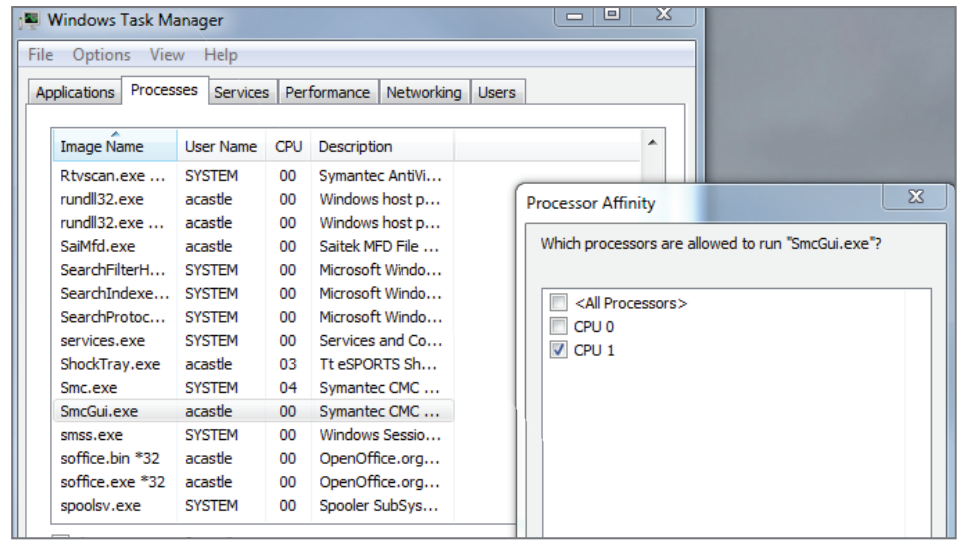 Windows Task Manager
File Options View Help
Applications Processes Services Performance Networking Users
Image Name User Name CPU Description
Rtvscan.exe ... SYSTEM 00 Symantec AntiVi...
rundll32.exe acastle 00 Windows host p...
rundll32.exe ... acastle 00 Windows host p...
SaiMfd.exe acastle 00 Saitek MFD File ...
SearchFilterH... SYSTEM 00 Microsoft Windo...
SearchIndexe... SYSTEM 00 Microsoft Windo...
SearchProtoc... SYSTEM 00 Microsoft Windo...
services.exe SYSTEM 00 Services and Co...
ShockTray.exe acastle 03 Tt eSPORTS Sh...
Smc.exe SYSTEM 04 Symantec CMC ...
SmcGui.exe acastle 00 Symantec CMC ...
smss.exe SYSTEM 00 Windows Sessio...
soffice.bin *32 acastle 00 OpenOffice.org...
soffice.exe *32 acastle 00 OpenOffice.org...
spoolsv.exe SYSTEM 00 Spooler SubSys...
Processor Affinity
Which processors are allowed to run "SmcGui.exe"?
<All Processors>
CPU 0
CPU 1